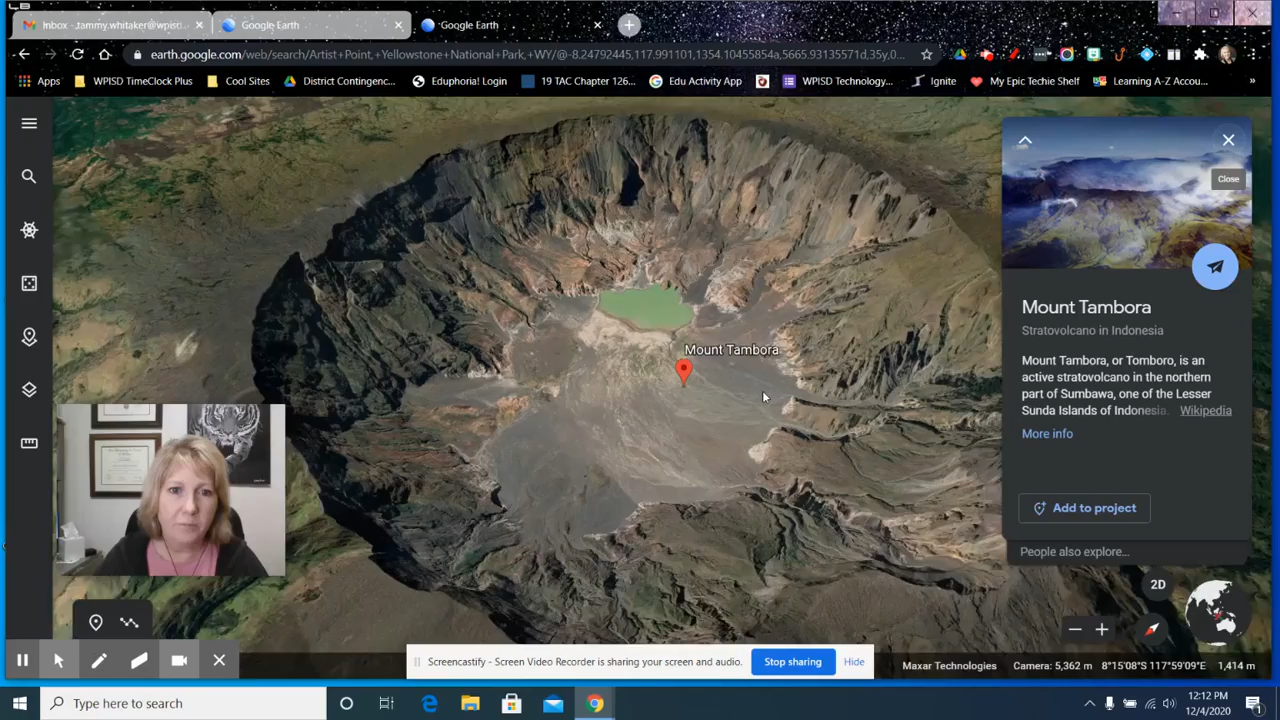 Inbox - tammy.whitaker@wpist
Google Earth
Google Earth
earth.google.com/web/search/Artist+Point,+Yellowstone+National+Park,+WY/@-8.24792445,117.991101,1354.10455854a,5665.93135571d,35y,0...
Apps
WPISD TimeClock Plus
Cool Sites
District Contingenc...
Eduphoria! Login
19 TAC Chapter 126...
Edu Activity App
WPISD Technology...
Ignite
My Epic Techie Shelf
Learning A-Z Accou...
»
Close
Mount Tambora
Mount Tambora
Stratovolcano in Indonesia
Mount Tambora, or Tomboro, is an
active stratovolcano in the northern
part of Sumbawa, one of the Lesser
Sunda Islands of Indonesia. Wikipedia
More info
Add to project
People also explore...
2D
Screencastify - Screen Video Recorder is sharing your screen and audio.
Stop sharing
Hide
Maxar Technologies
Camera: 5,362 m
8°15'08"S 117°59'09"E
1,414 m
Type here to search
12:12 PM
12/4/2020
1